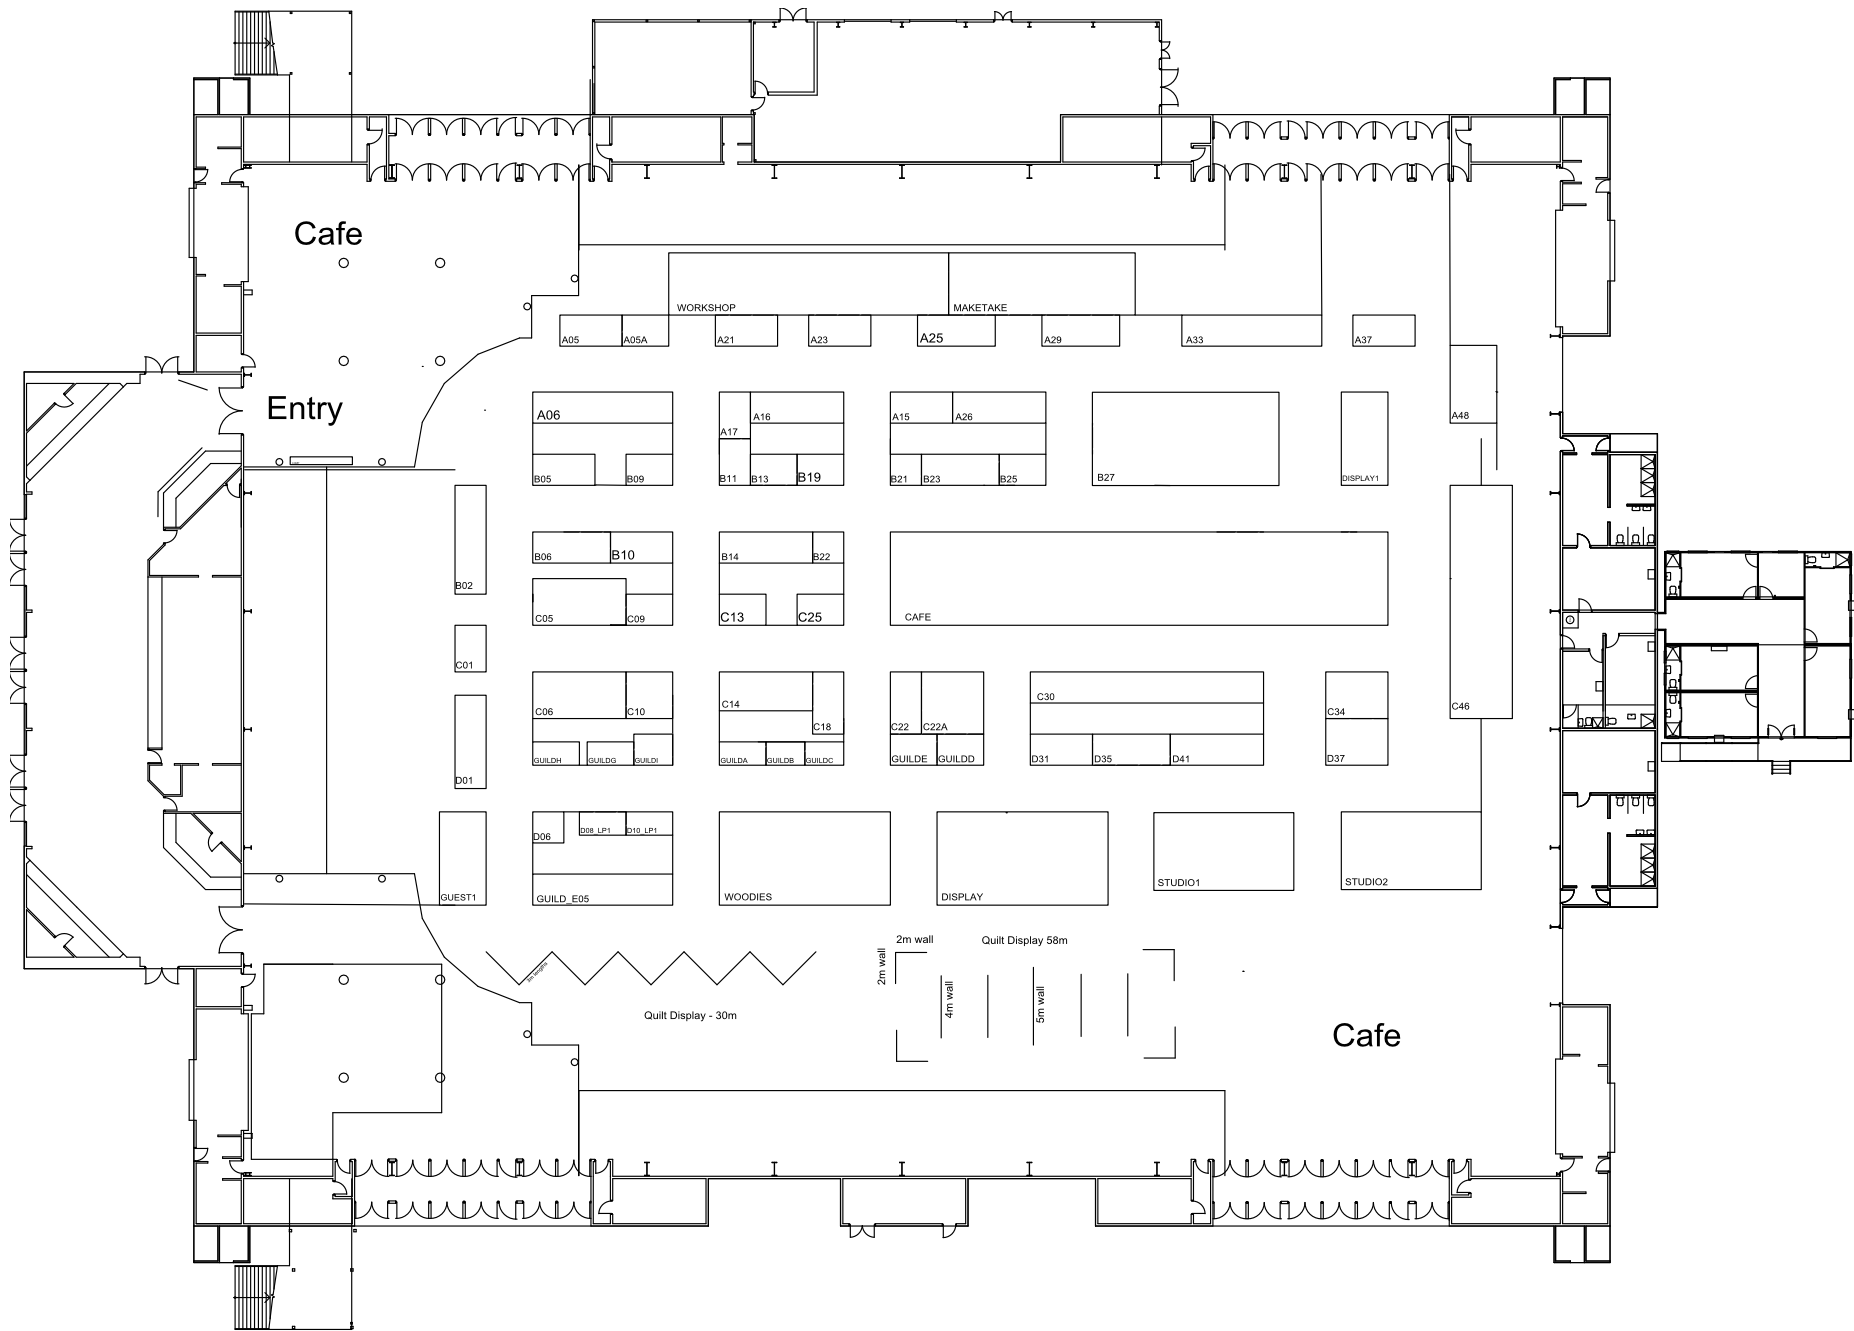 Cafe
WORKSHOP
MAKETAKE
A05
A05A
A21
A23
A25
A29
A33
A37
Entry
A06
A17
A16
A15
A26
A48
B05
B09
B11
B13
B19
B21
B23
B25
B27
DISPLAY1
B02
B06
B10
B14
B22
C05
C09
C13
C25
CAFE
C01
C06
C10
C14
C18
C22
C22A
C30
C34
C46
D01
GUILDH
GUILDG
GUILDI
GUILDA
GUILDB
GUILDC
GUILDE
GUILDD
D31
D35
D41
D37
D06
D08_LP1
D10_LP1
GUEST1
GUILD_E05
WOODIES
DISPLAY
STUDIO1
STUDIO2
2m wall
Quilt Display 58m
2m wall
4m wall
5m wall
Quilt Display - 30m
Cafe